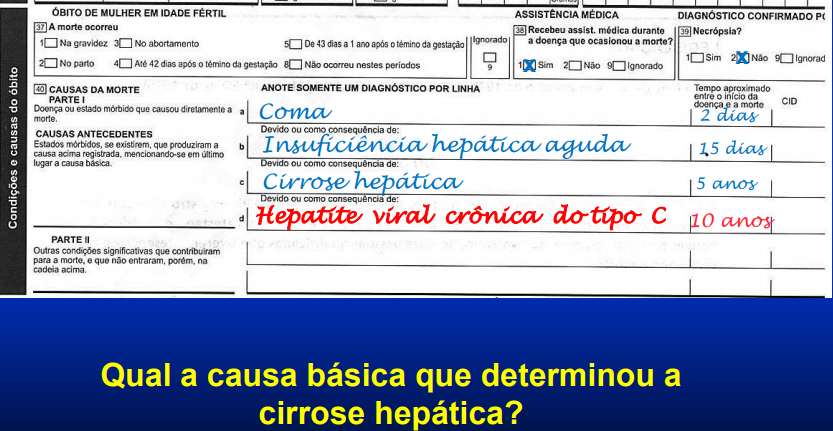 ÓBITO DE MULHER EM IDADE FÉRTIL
37 A morte ocorreu
1 Na gravidez 3 No abortamento 5 De 43 dias a 1 ano após o témino da gestação
2 No parto 4 Até 42 dias após o témino da gestação 8 Não ocorreu nestes períodos
Ignorado
9
ASSISTÊNCIA MÉDICA
38 Recebeu assist. médica durante
a doença que ocasionou a morte?
1 X Sim 2 Não 9 Ignorado
DIAGNÓSTICO CONFIRMADO PO
39 Necrópsia?
1 Sim 2 X Não 9 Ignorad
Condições e causas do óbito
40 CAUSAS DA MORTE
PARTE I
Doença ou estado mórbido que causou diretamente a
morte.
CAUSAS ANTECEDENTES
Estados mórbidos, se existirem, que produziram a
causa acima registrada, mencionando-se em último
lugar a causa básica.
PARTE II
Outras condições significativas que contribuiram
para a morte, e que não entraram, porém, na
cadeia acima.
ANOTE SOMENTE UM DIAGNÓSTICO POR LINHA
Tempo aproximado
entre o início da
doença e a morte
CID
a Coma 2 dias
Devido ou como consequência de:
b Insuficiência hepática aguda 15 dias
Devido ou como consequência de:
c Cirrose hepática 5 anos
Devido ou como consequência de:
d Hepatite viral crônica do tipo C 10 anos
Qual a causa básica que determinou a
cirrose hepática?